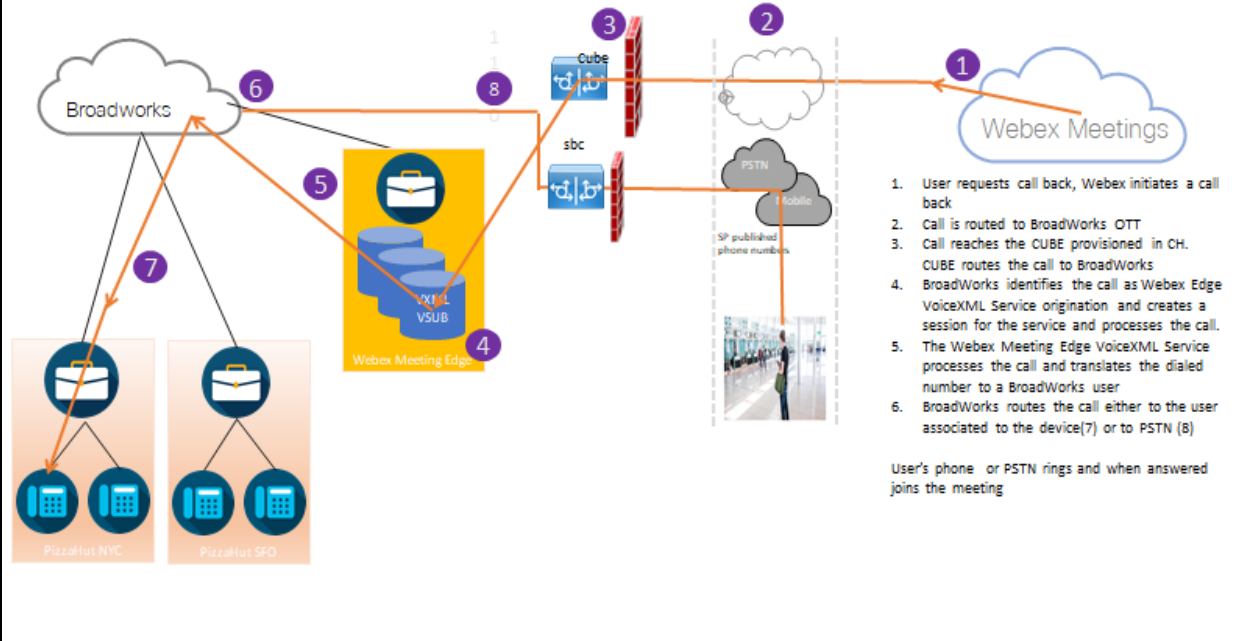 3
2
1
1
1
0
Cube
6
8
1
Broadworks
Webex Meetings
sbc
PSTN
Mobile
5
SP published
phone numbers
7
VXML
VSUB
4
Webex Meeting Edge
PizzaHut NYC
PizzaHut SFO
1. User requests call back, Webex initiates a call
back
2. Call is routed to BroadWorks OTT
3. Call reaches the CUBE provisioned in CH.
CUBE routes the call to BroadWorks
4. BroadWorks identifies the call as Webex Edge
VoiceXML Service origination and creates a
session for the service and processes the call.
5. The Webex Meeting Edge VoiceXML Service
processes the call and translates the dialed
number to a BroadWorks user
6. BroadWorks routes the call either to the user
associated to the device(7) or to PSTN (8)
User's phone or PSTN rings and when answered
joins the meeting